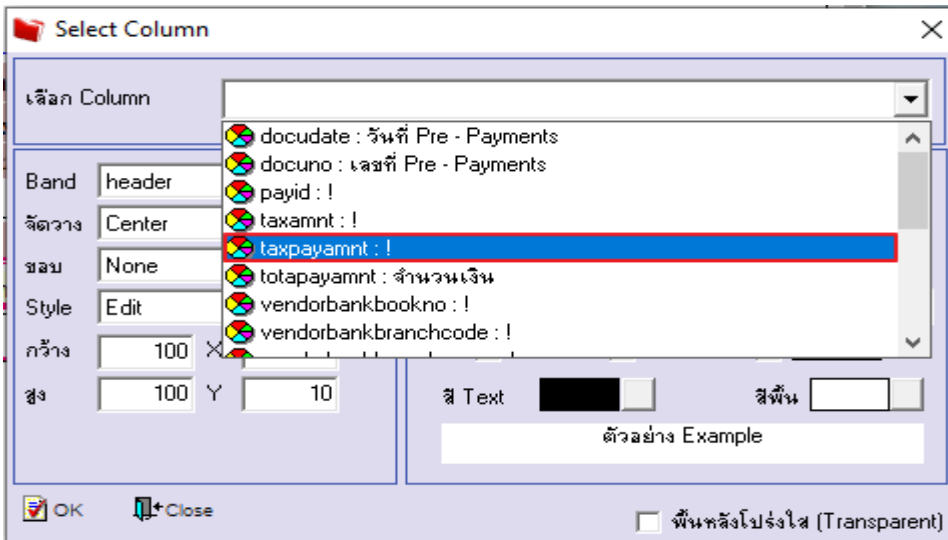 Select Column
เลือก Column
docudate : วันที่ Pre - Payments
docuno : เลขที่ Pre - Payments
payid : !
taxamnt : !
taxpayamnt : !
totapayamnt : จำนวนเงิน
vendorbankbookno : !
vendorbankbranchcode : !
Band header
จัดวาง Center
ขอบ None
Style Edit
กว้าง 100 X
สูง 100 Y 10
สี Text สีพื้น
ตัวอย่าง Example
OK Close
พื้นหลังโปร่งใส (Transparent)